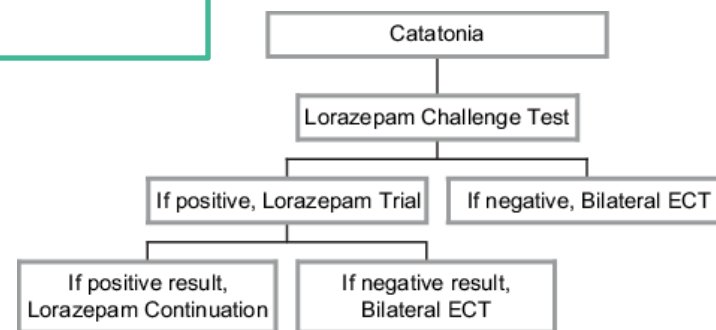 Catatonia
Lorazepam Challenge Test
If positive, Lorazepam Trial
If negative, Bilateral ECT
If positive result,
Lorazepam Continuation
If negative result,
Bilateral ECT